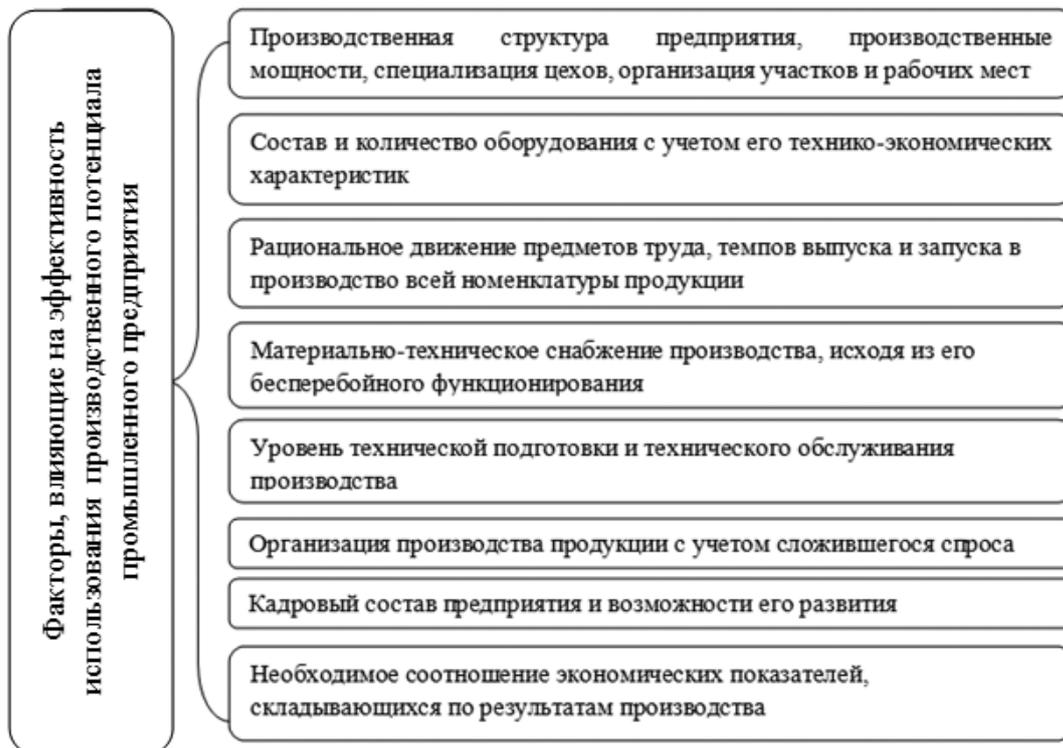 Факторы, влияющие на эффективность
использования производственного потенциала
промышленного предприятия
Производственная структура предприятия, производственные
мощности, специализация цехов, организация участков и рабочих мест
Состав и количество оборудования с учетом его технико-экономических
характеристик
Рациональное движение предметов труда, темпов выпуска и запуска в
производство всей номенклатуры продукции
Материально-техническое снабжение производства, исходя из его
бесперебойного функционирования
Уровень технической подготовки и технического обслуживания
производства
Организация производства продукции с учетом сложившегося спроса
Кадровый состав предприятия и возможности его развития
Необходимое соотношение экономических показателей,
складывающихся по результатам производства